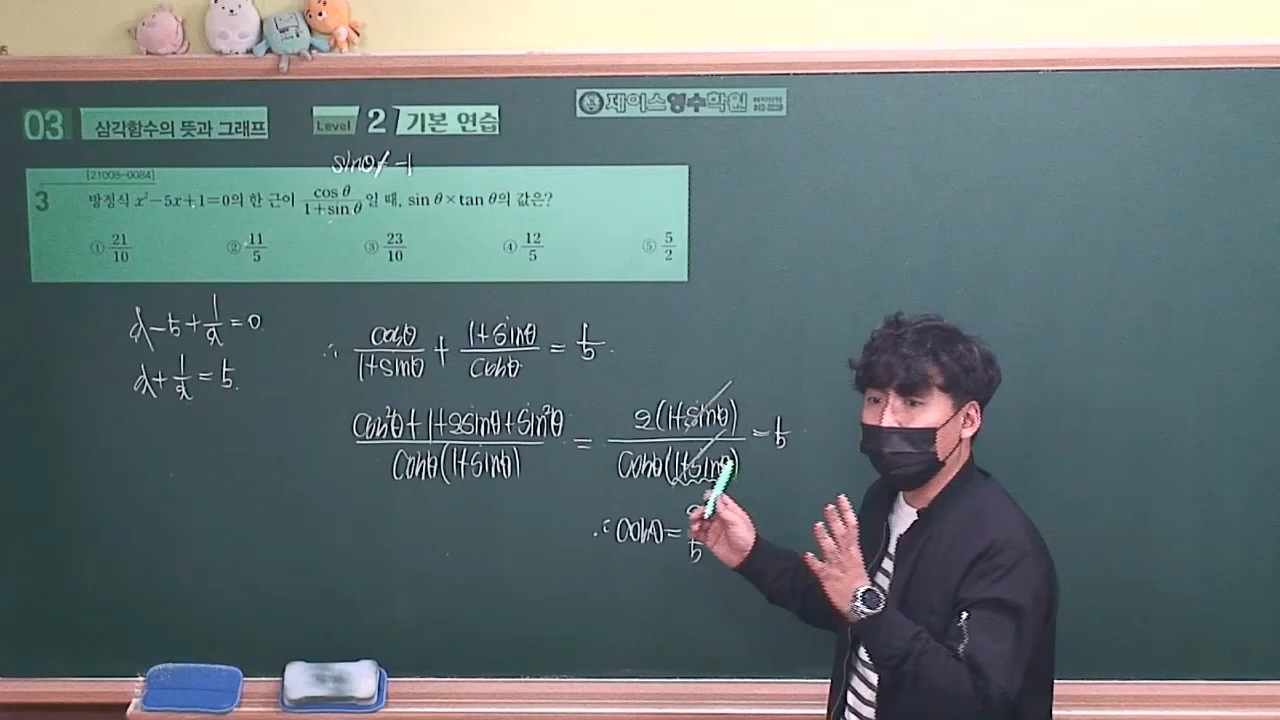 제이스영수학원
03 삼각함수의 뜻과 그래프 Level 2 기본 연습
sinθ≠-1
[21008-0084]
3 방정식 x²-5x+1=0의 한 근이 cosθ/(1+sinθ)일 때, sinθ×tanθ의 값은?
① 21/10 ② 11/5 ③ 23/10 ④ 12/5 ⑤ 5/2
α-5+1/α=0
α+1/α=5.
∴ cosθ/(1+sinθ) + (1+sinθ)/cosθ = 5.
(cos²θ+1+2sinθ+sin²θ)/(cosθ(1+sinθ)) = 2(1+sinθ)/(cosθ(1+sinθ)) = 5
∴ cosθ=2/5